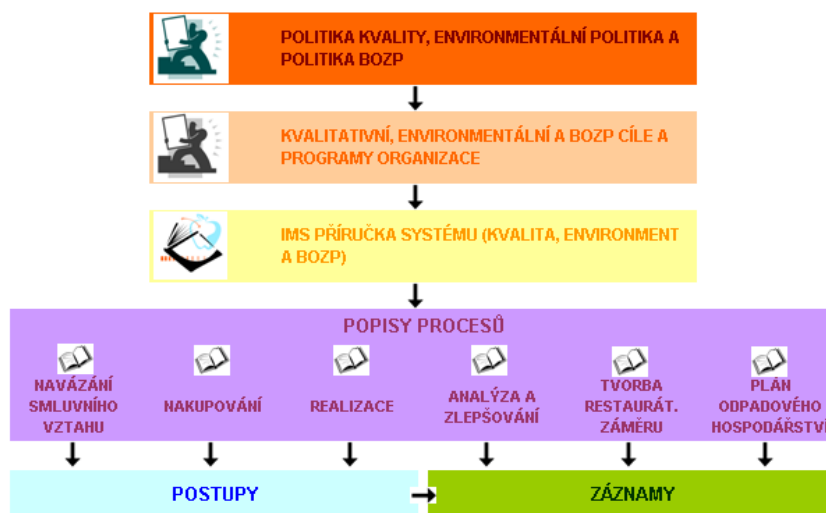 POLITIKA KVALITY, ENVIRONMENTÁLNÍ POLITIKA A
POLITIKA BOZP
KVALITATIVNÍ, ENVIRONMENTÁLNÍ A BOZP CÍLE A
PROGRAMY ORGANIZACE
IMS PŘÍRUČKA SYSTÉMU (KVALITA, ENVIRONMENT
A BOZP)
POPISY PROCESŮ
NAVÁZÁNÍ
SMLUVNÍHO
VZTAHU
NAKUPOVÁNÍ
REALIZACE
ANALÝZA A
ZLEPŠOVÁNÍ
TVORBA
RESTAURÁT.
ZÁMĚRU
PLÁN
ODPADOVÉHO
HOSPODÁŘSTVÍ
POSTUPY
ZÁZNAMY